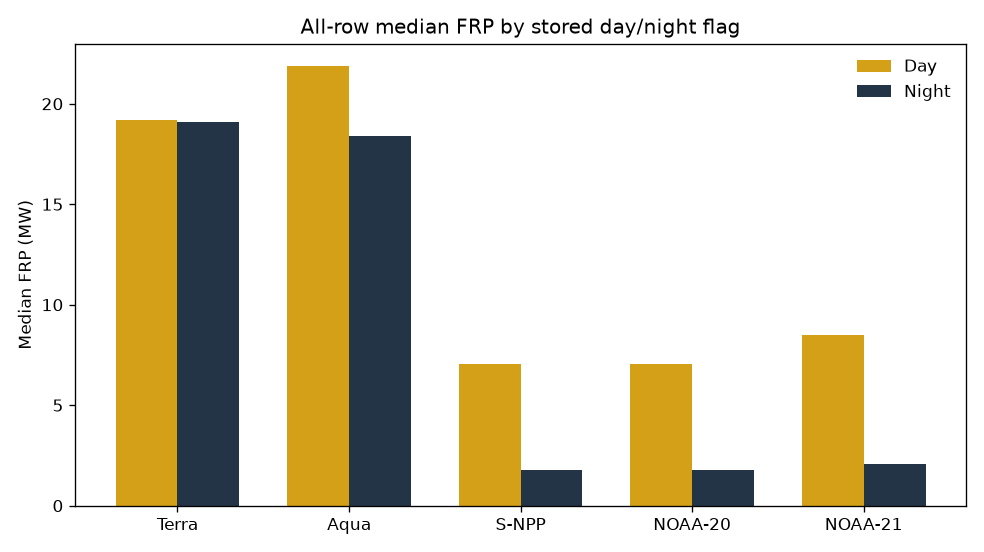 All-row median FRP by stored day/night flag
Day
Night
Median FRP (MW)
20
15
10
5
0
Terra
Aqua
S-NPP
NOAA-20
NOAA-21